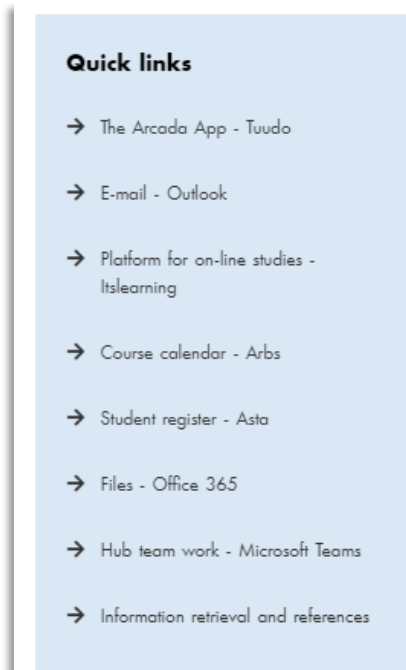 Quick links
→ The Arcada App - Tuudo
→ E-mail - Outlook
→ Platform for on-line studies -
Itslearning
→ Course calendar - Arbs
→ Student register - Asta
→ Files - Office 365
→ Hub team work - Microsoft Teams
→ Information retrieval and references